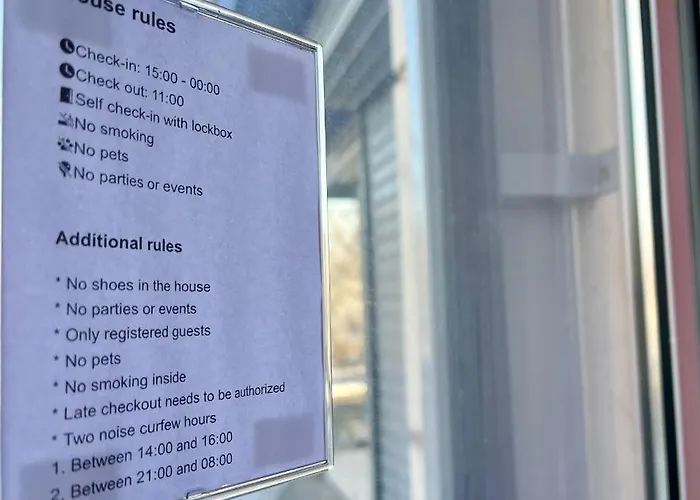 ouse rules
Check-in: 15:00 - 00:00
Check out: 11:00
Self check-in with lockbox
No smoking
No pets
No parties or events
Additional rules
* No shoes in the house
* No parties or events
* Only registered guests
* No pets
* No smoking inside
* Late checkout needs to be authorized
* Two noise curfew hours
1. Between 14:00 and 16:00
2. Between 21:00 and 08:00